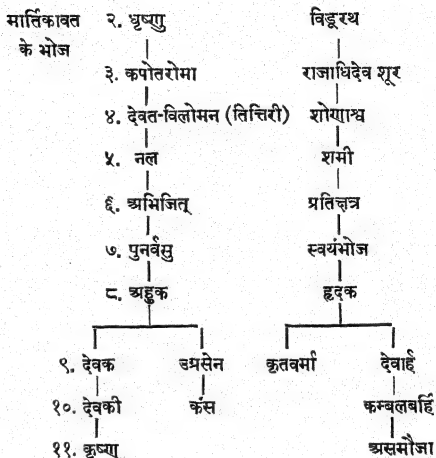 मार्तिकावत २. धृष्णु विडूरथ
के भोज
३. कपोतरोमा राजाधिदेव शूर
४. देवत-विलोमन (तित्तिरी) शोणाश्व
५. नल शमी
६. अभिजित् प्रतिक्षत्र
७. पुनर्वसु स्वयंभोज
८. अहुक हृदक
९. देवक उग्रसेन कृतवर्मा देवार्ह
१०. देवकी कंस कम्बलबर्हि
११. कृष्ण असमौजा